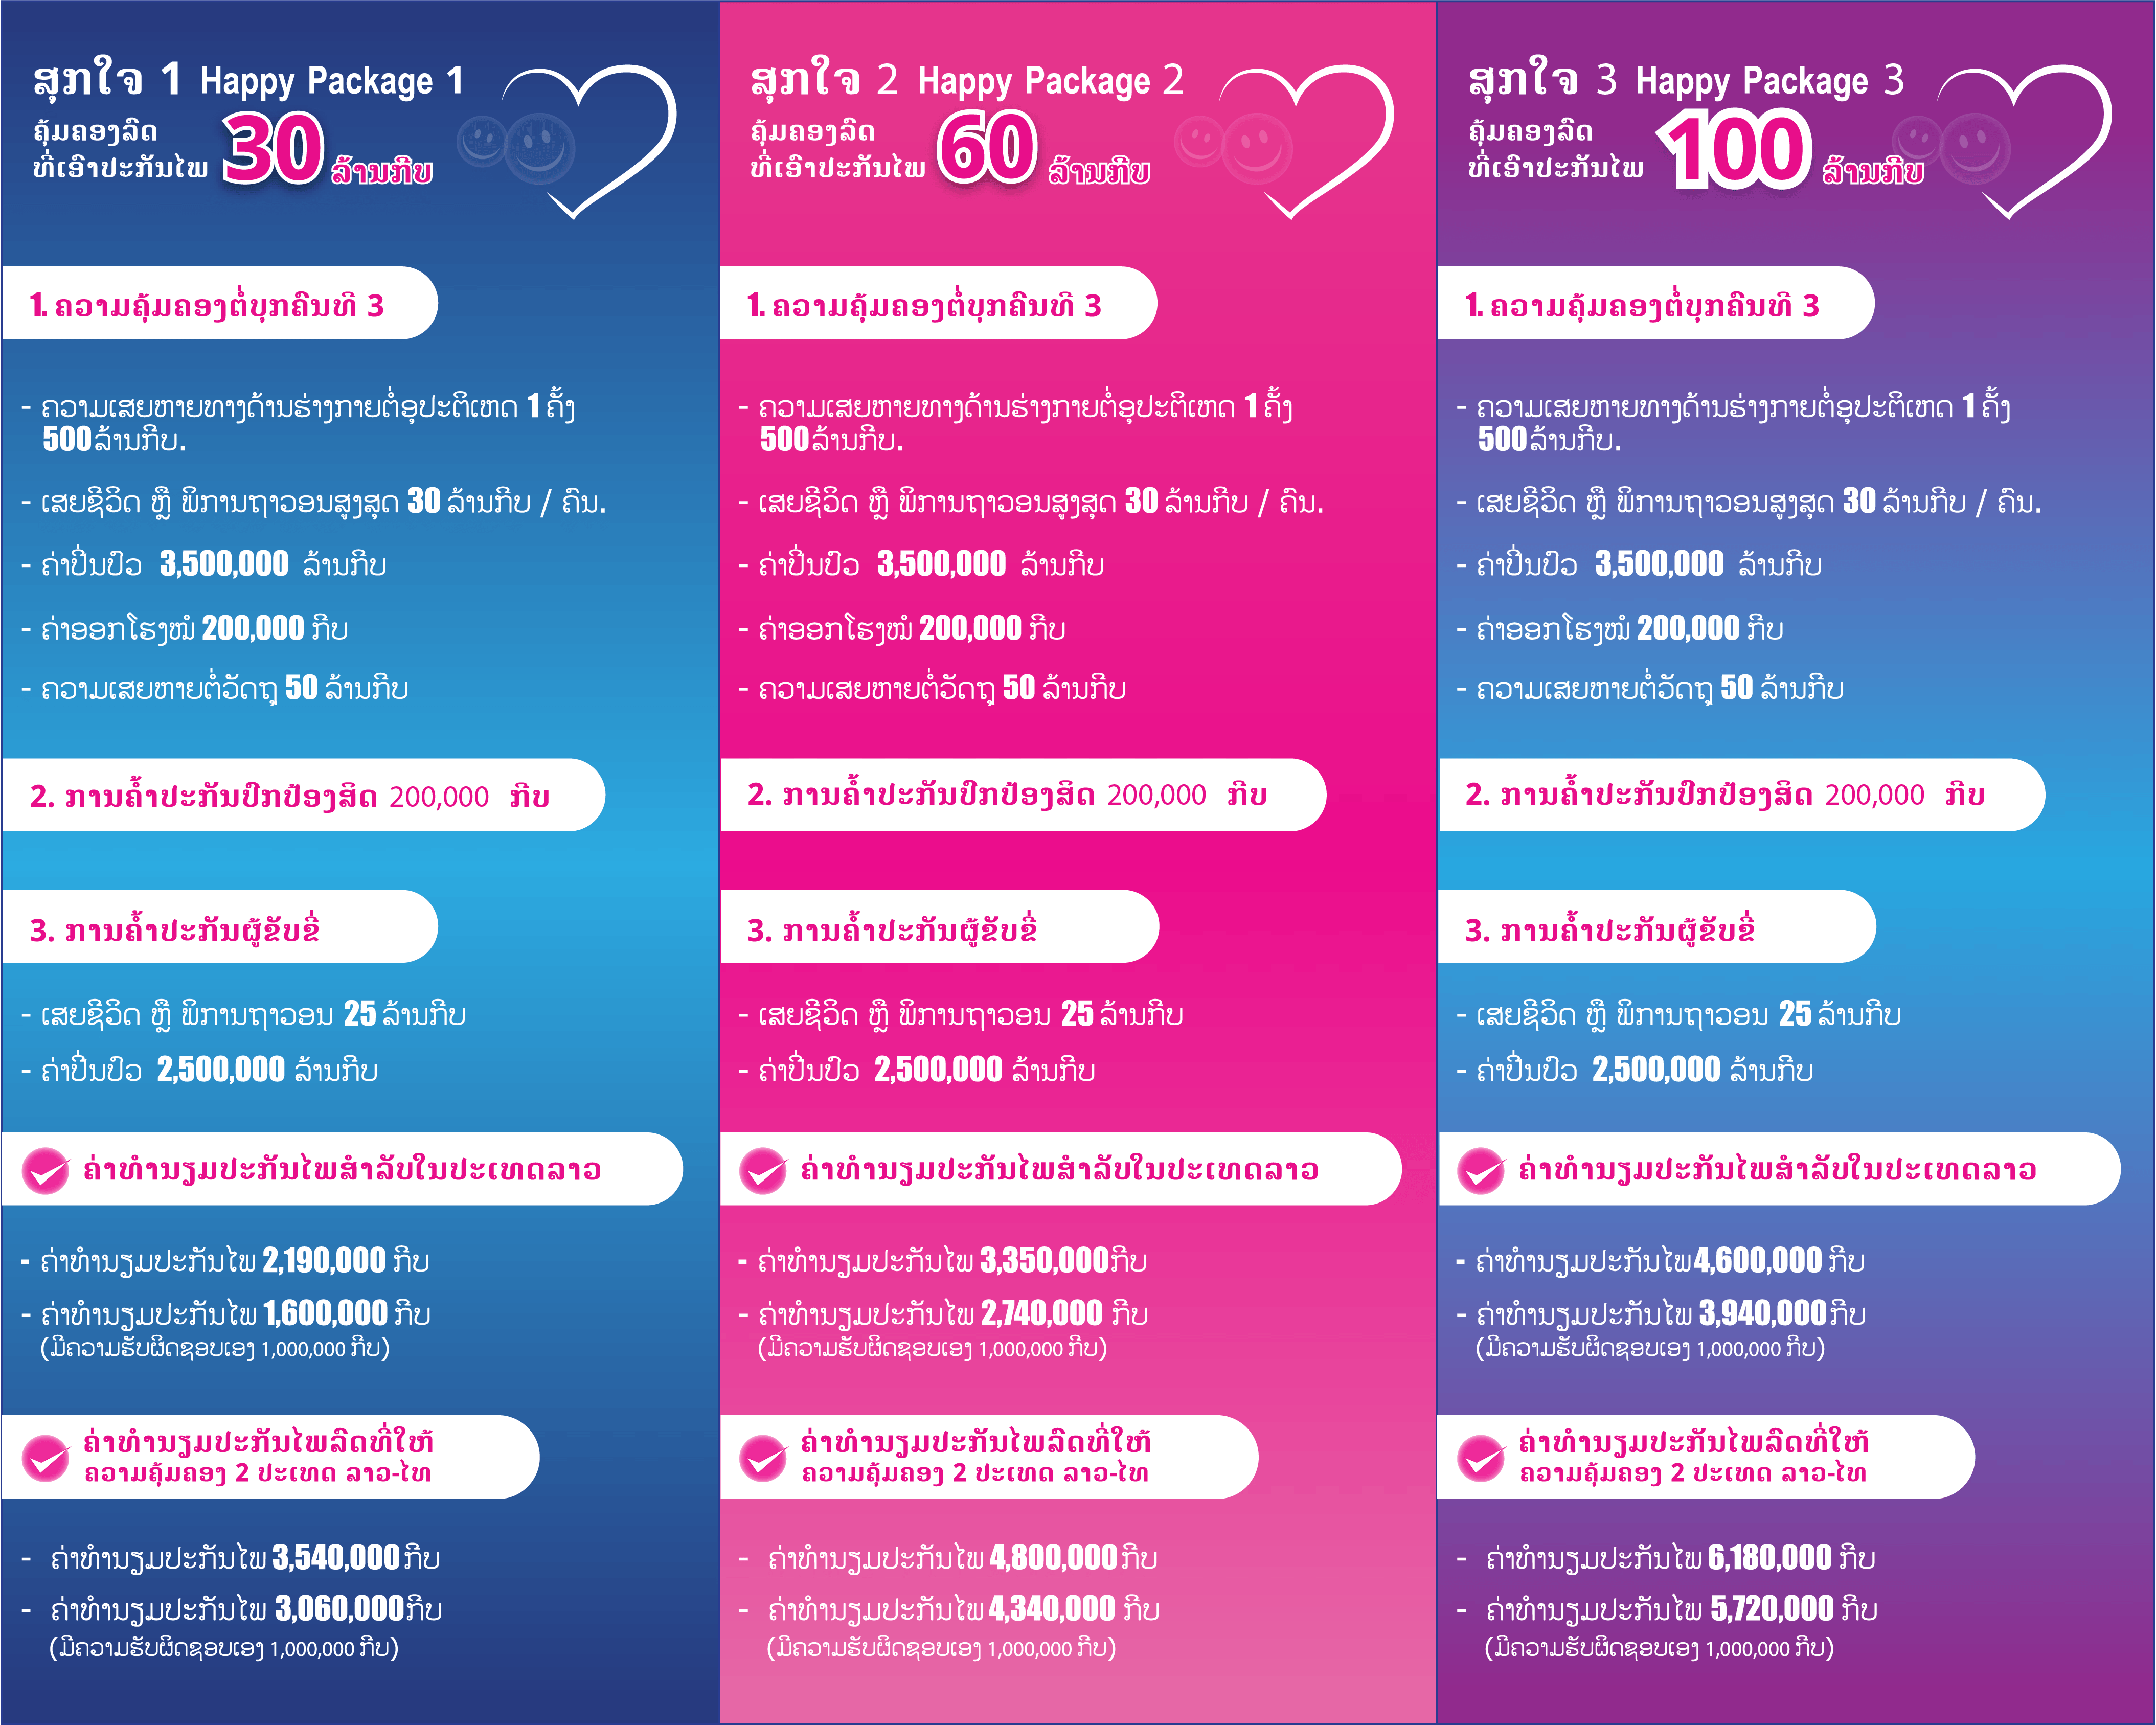 ສຸກໃຈ 1 Happy Package 1
ຄຸ້ມຄອງລົດ
ທີ່ເອົາປະກັນໄພ 30 ລ້ານກີບ
1. ຄວາມຄຸ້ມຄອງຕໍ່ບຸກຄົນທີ 3
- ຄວາມເສຍຫາຍທາງດ້ານຮ່າງກາຍຕໍ່ອຸປະຕິເຫດ 1 ຄັ້ງ
500 ລ້ານກີບ.
- ເສຍຊີວິດ ຫຼື ພິການຖາວອນສູງສຸດ 30 ລ້ານກີບ / ຄົນ.
- ຄ່າປິ່ນປົວ 3,500,000 ລ້ານກີບ
- ຄ່າອອກໂຮງໝໍ 200,000 ກີບ
- ຄວາມເສຍຫາຍຕໍ່ວັດຖຸ 50 ລ້ານກີບ
2. ການຄ້ຳປະກັນປົກປ້ອງສິດ 200,000 ກີບ
3. ການຄ້ຳປະກັນຜູ້ຂັບຂີ່
- ເສຍຊີວິດ ຫຼື ພິການຖາວອນ 25 ລ້ານກີບ
- ຄ່າປິ່ນປົວ 2,500,000 ລ້ານກີບ
ຄ່າທຳນຽມປະກັນໄພສຳລັບໃນປະເທດລາວ
- ຄ່າທຳນຽມປະກັນໄພ 2,190,000 ກີບ
- ຄ່າທຳນຽມປະກັນໄພ 1,600,000 ກີບ
(ມີຄວາມຮັບຜິດຊອບເອງ 1,000,000 ກີບ)
ຄ່າທຳນຽມປະກັນໄພລົດທີ່ໃຫ້
ຄວາມຄຸ້ມຄອງ 2 ປະເທດ ລາວ-ໄທ
- ຄ່າທຳນຽມປະກັນໄພ 3,540,000 ກີບ
- ຄ່າທຳນຽມປະກັນໄພ 3,060,000 ກີບ
(ມີຄວາມຮັບຜິດຊອບເອງ 1,000,000 ກີບ)
ສຸກໃຈ 2 Happy Package 2
ຄຸ້ມຄອງລົດ
ທີ່ເອົາປະກັນໄພ 60 ລ້ານກີບ
1. ຄວາມຄຸ້ມຄອງຕໍ່ບຸກຄົນທີ 3
- ຄວາມເສຍຫາຍທາງດ້ານຮ່າງກາຍຕໍ່ອຸປະຕິເຫດ 1 ຄັ້ງ
500 ລ້ານກີບ.
- ເສຍຊີວິດ ຫຼື ພິການຖາວອນສູງສຸດ 30 ລ້ານກີບ / ຄົນ.
- ຄ່າປິ່ນປົວ 3,500,000 ລ້ານກີບ
- ຄ່າອອກໂຮງໝໍ 200,000 ກີບ
- ຄວາມເສຍຫາຍຕໍ່ວັດຖຸ 50 ລ້ານກີບ
2. ການຄ້ຳປະກັນປົກປ້ອງສິດ 200,000 ກີບ
3. ການຄ້ຳປະກັນຜູ້ຂັບຂີ່
- ເສຍຊີວິດ ຫຼື ພິການຖາວອນ 25 ລ້ານກີບ
- ຄ່າປິ່ນປົວ 2,500,000 ລ້ານກີບ
ຄ່າທຳນຽມປະກັນໄພສຳລັບໃນປະເທດລາວ
- ຄ່າທຳນຽມປະກັນໄພ 3,350,000 ກີບ
- ຄ່າທຳນຽມປະກັນໄພ 2,740,000 ກີບ
(ມີຄວາມຮັບຜິດຊອບເອງ 1,000,000 ກີບ)
ຄ່າທຳນຽມປະກັນໄພລົດທີ່ໃຫ້
ຄວາມຄຸ້ມຄອງ 2 ປະເທດ ລາວ-ໄທ
- ຄ່າທຳນຽມປະກັນໄພ 4,800,000 ກີບ
- ຄ່າທຳນຽມປະກັນໄພ 4,340,000 ກີບ
(ມີຄວາມຮັບຜິດຊອບເອງ 1,000,000 ກີບ)
ສຸກໃຈ 3 Happy Package 3
ຄຸ້ມຄອງລົດ
ທີ່ເອົາປະກັນໄພ 100 ລ້ານກີບ
1. ຄວາມຄຸ້ມຄອງຕໍ່ບຸກຄົນທີ 3
- ຄວາມເສຍຫາຍທາງດ້ານຮ່າງກາຍຕໍ່ອຸປະຕິເຫດ 1 ຄັ້ງ
500 ລ້ານກີບ.
- ເສຍຊີວິດ ຫຼື ພິການຖາວອນສູງສຸດ 30 ລ້ານກີບ / ຄົນ.
- ຄ່າປິ່ນປົວ 3,500,000 ລ້ານກີບ
- ຄ່າອອກໂຮງໝໍ 200,000 ກີບ
- ຄວາມເສຍຫາຍຕໍ່ວັດຖຸ 50 ລ້ານກີບ
2. ການຄ້ຳປະກັນປົກປ້ອງສິດ 200,000 ກີບ
3. ການຄ້ຳປະກັນຜູ້ຂັບຂີ່
- ເສຍຊີວິດ ຫຼື ພິການຖາວອນ 25 ລ້ານກີບ
- ຄ່າປິ່ນປົວ 2,500,000 ລ້ານກີບ
ຄ່າທຳນຽມປະກັນໄພສຳລັບໃນປະເທດລາວ
- ຄ່າທຳນຽມປະກັນໄພ 4,600,000 ກີບ
- ຄ່າທຳນຽມປະກັນໄພ 3,940,000 ກີບ
(ມີຄວາມຮັບຜິດຊອບເອງ 1,000,000 ກີບ)
ຄ່າທຳນຽມປະກັນໄພລົດທີ່ໃຫ້
ຄວາມຄຸ້ມຄອງ 2 ປະເທດ ລາວ-ໄທ
- ຄ່າທຳນຽມປະກັນໄພ 6,180,000 ກີບ
- ຄ່າທຳນຽມປະກັນໄພ 5,720,000 ກີບ
(ມີຄວາມຮັບຜິດຊອບເອງ 1,000,000 ກີບ)